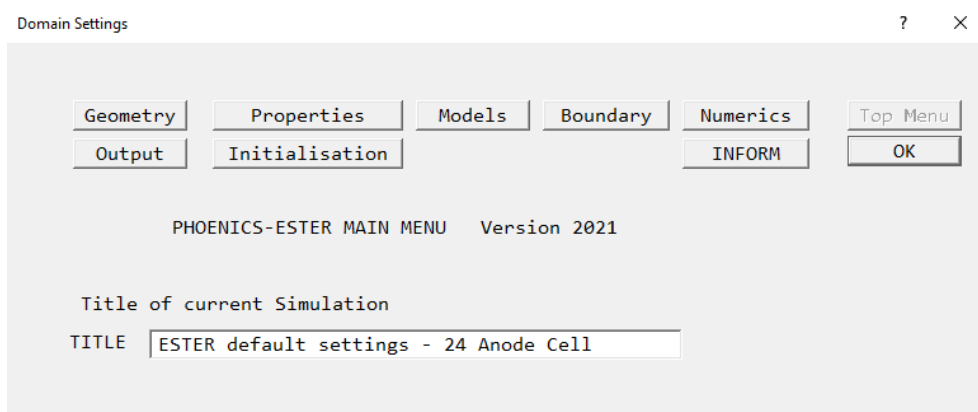 Domain Settings ? ×
Geometry Properties Models Boundary Numerics Top Menu
Output Initialisation INFORM OK
PHOENICS-ESTER MAIN MENU Version 2021
Title of current Simulation
TITLE ESTER default settings - 24 Anode Cell